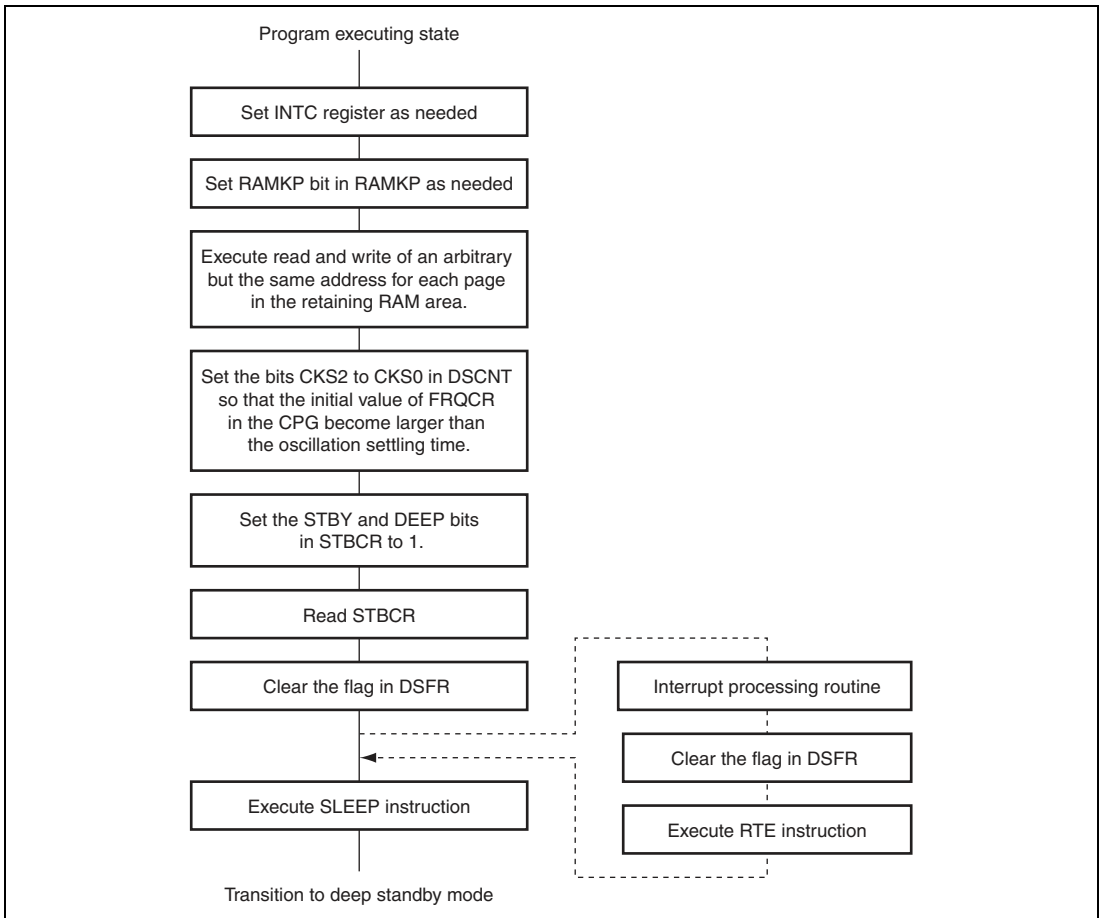 Program executing state
Set INTC register as needed
Set RAMKP bit in RAMKP as needed
Execute read and write of an arbitrary
but the same address for each page
in the retaining RAM area.
Set the bits CKS2 to CKS0 in DSCNT
so that the initial value of FRQCR
in the CPG become larger than
the oscillation settling time.
Set the STBY and DEEP bits
in STBCR to 1.
Read STBCR
Clear the flag in DSFR
Interrupt processing routine
Clear the flag in DSFR
Execute RTE instruction
Execute SLEEP instruction
Transition to deep standby mode